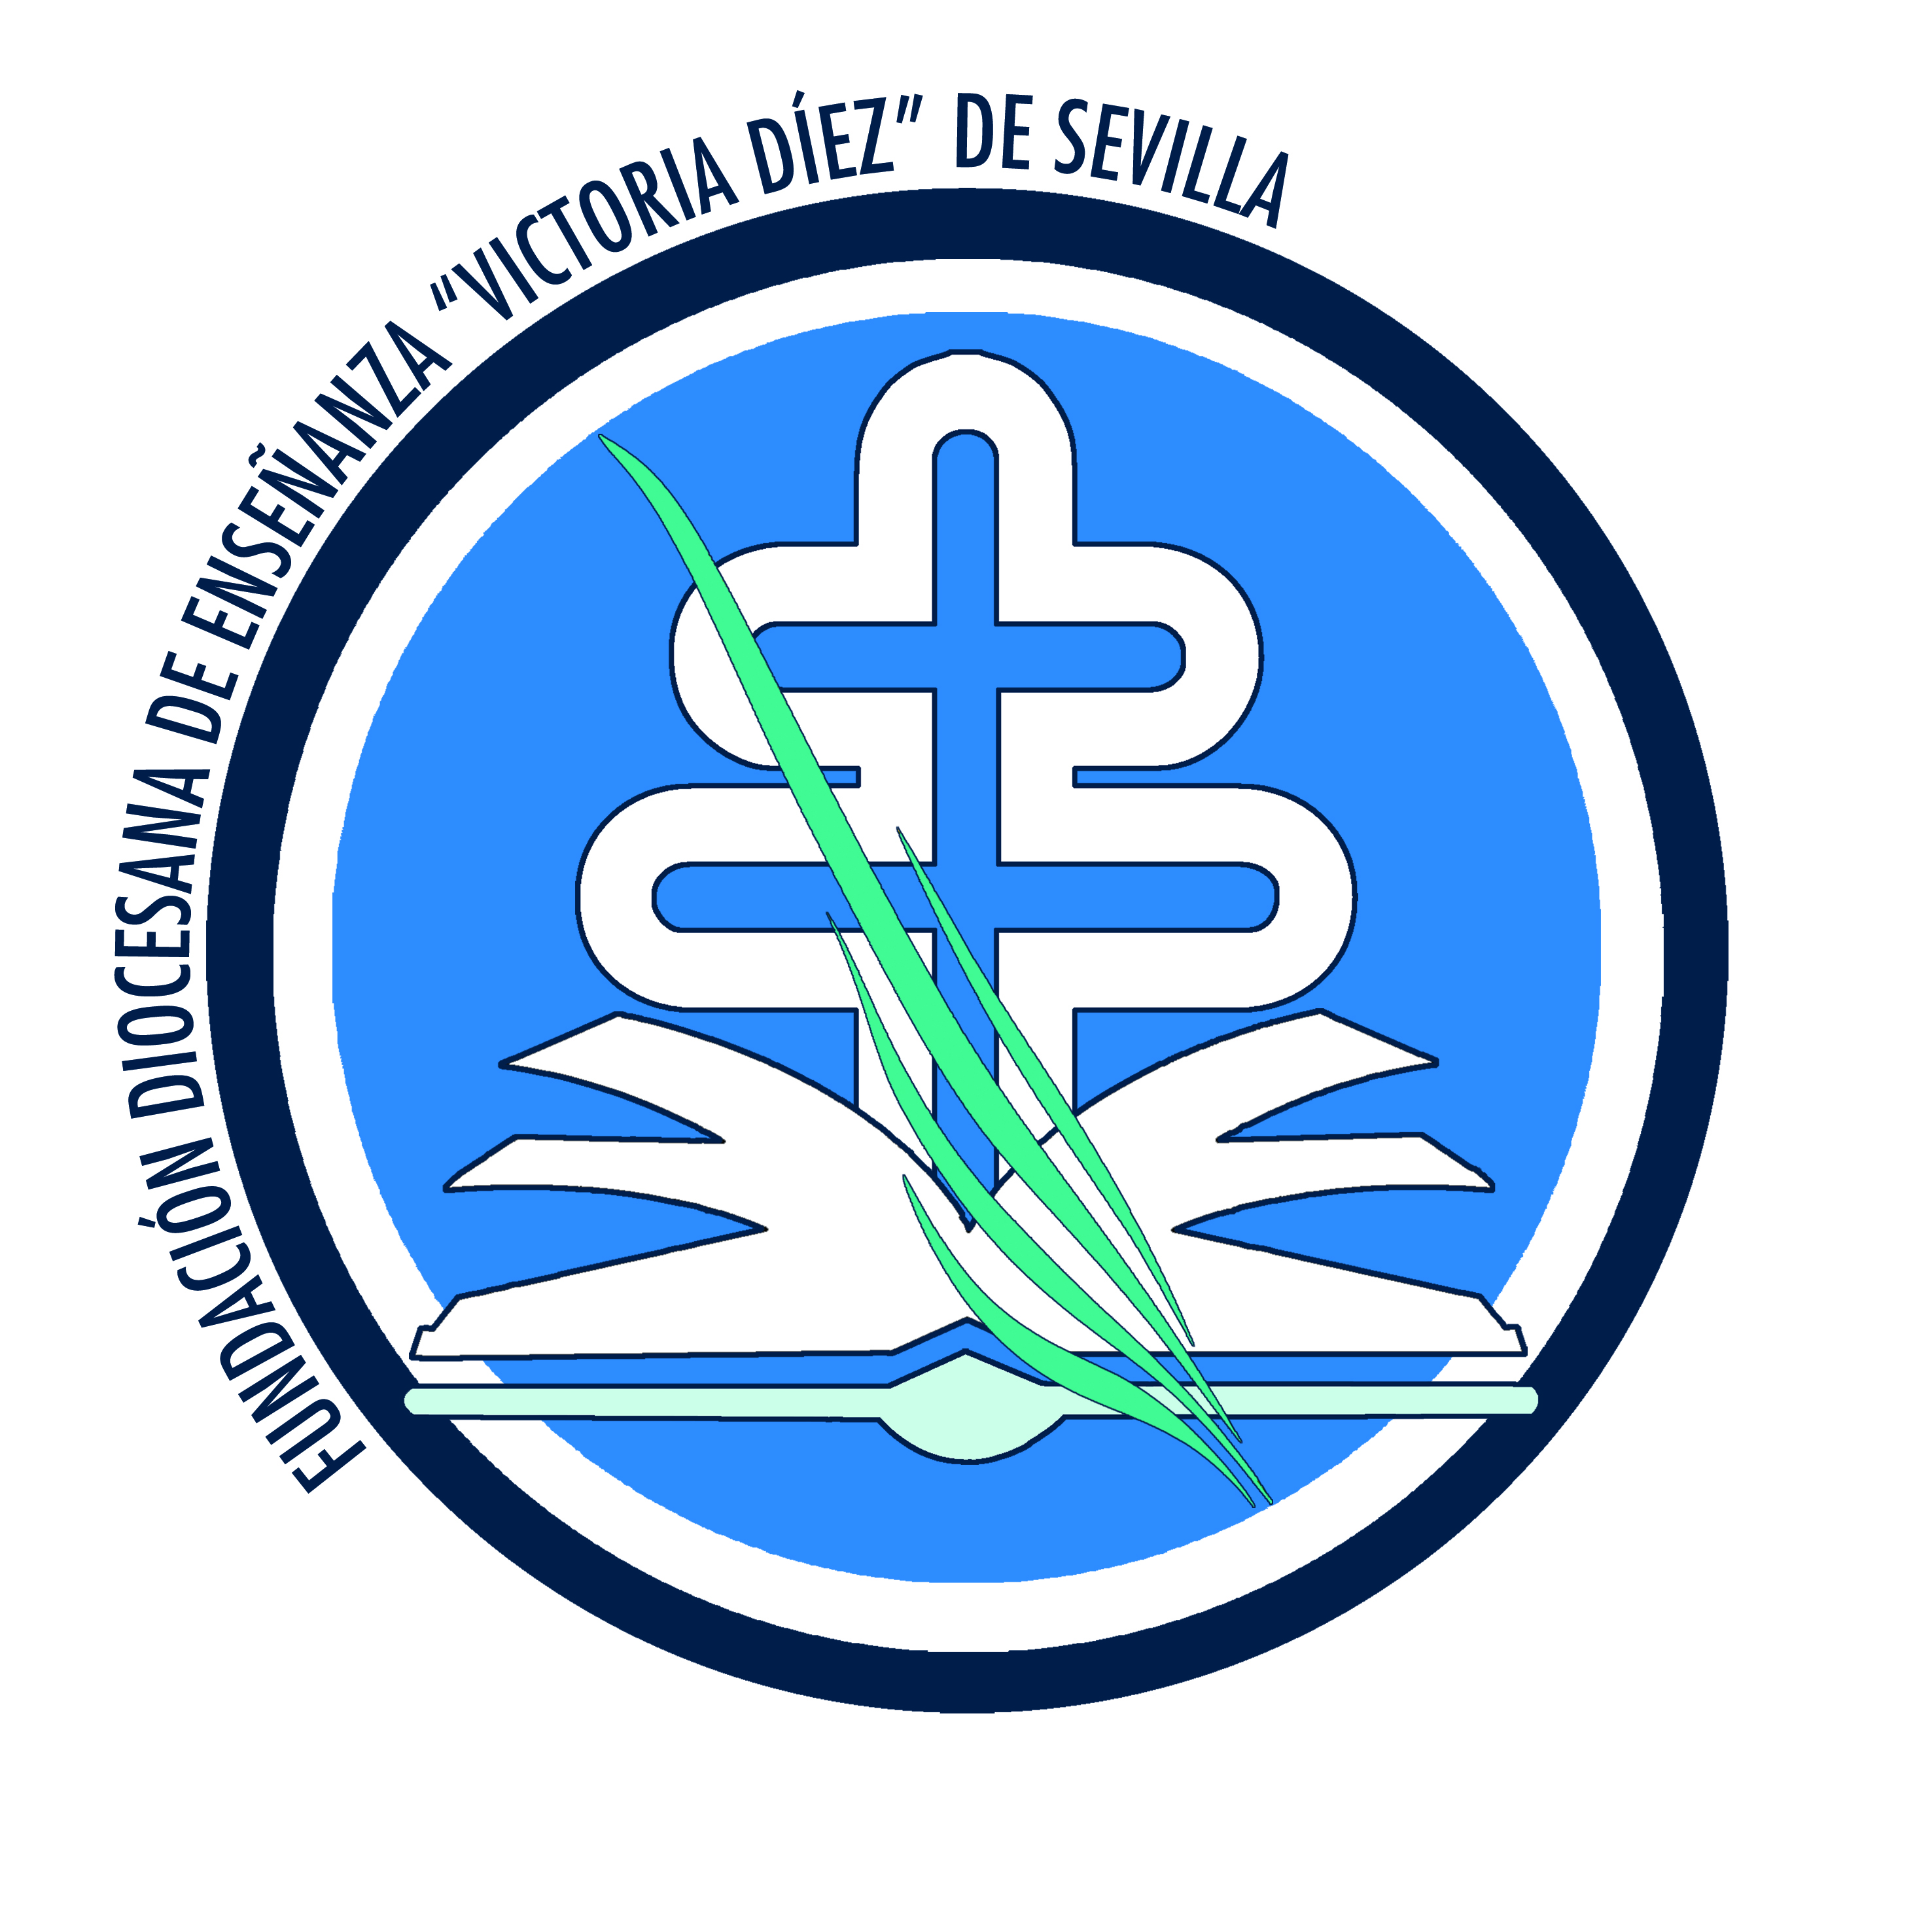 FUNDACIÓN DIOCESANA DE ENSEÑANZA “VICTORIA DÍEZ” DE SEVILLA